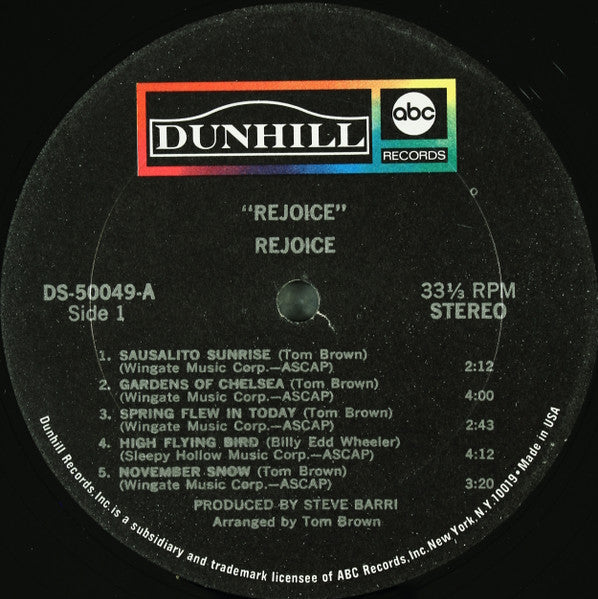 DUNHILL
abc
RECORDS
"REJOICE"
REJOICE
DS-50049-A
Side 1
33⅓ RPM
STEREO
1. SAUSALITO SUNRISE (Tom Brown)
(Wingate Music Corp.—ASCAP) 2:12
2. GARDENS OF CHELSEA (Tom Brown)
(Wingate Music Corp.—ASCAP) 4:00
3. SPRING FLEW IN TODAY (Tom Brown)
(Wingate Music Corp.—ASCAP) 2:43
4. HIGH FLYING BIRD (Billy Edd Wheeler)
(Sleepy Hollow Music Corp.—ASCAP) 4:12
5. NOVEMBER SNOW (Tom Brown)
(Wingate Music Corp.—ASCAP) 3:20
PRODUCED BY STEVE BARRI
Arranged by Tom Brown
Dunhill Records, Inc. is a subsidiary and trademark licensee of ABC Records, Inc. New York, N.Y. 10019 • Made in USA